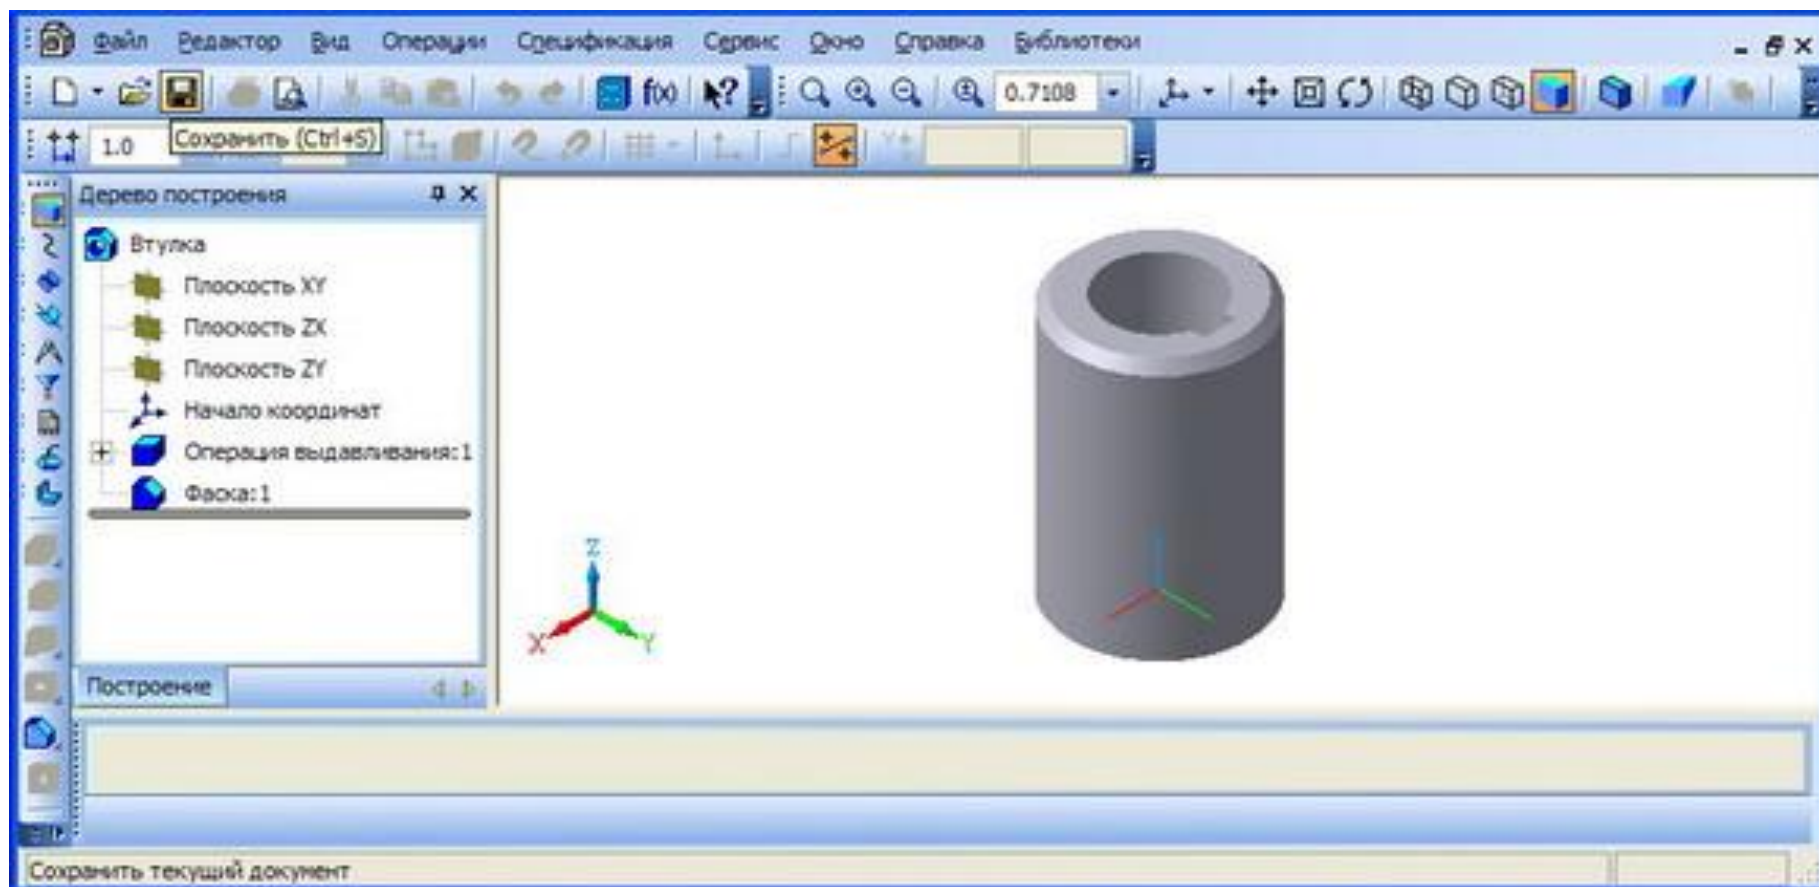 Файл Редактор Вид Операции Спецификация Сервис Окно Справка Библиотеки
f(x) 0.7108
1.0 Сохранить (Ctrl+S)
Дерево построения
Втулка
Плоскость XY
Плоскость ZX
Плоскость ZY
Начало координат
Операция выдавливания:1
Фаска:1
Z
X Y
Построение
Сохранить текущий документ